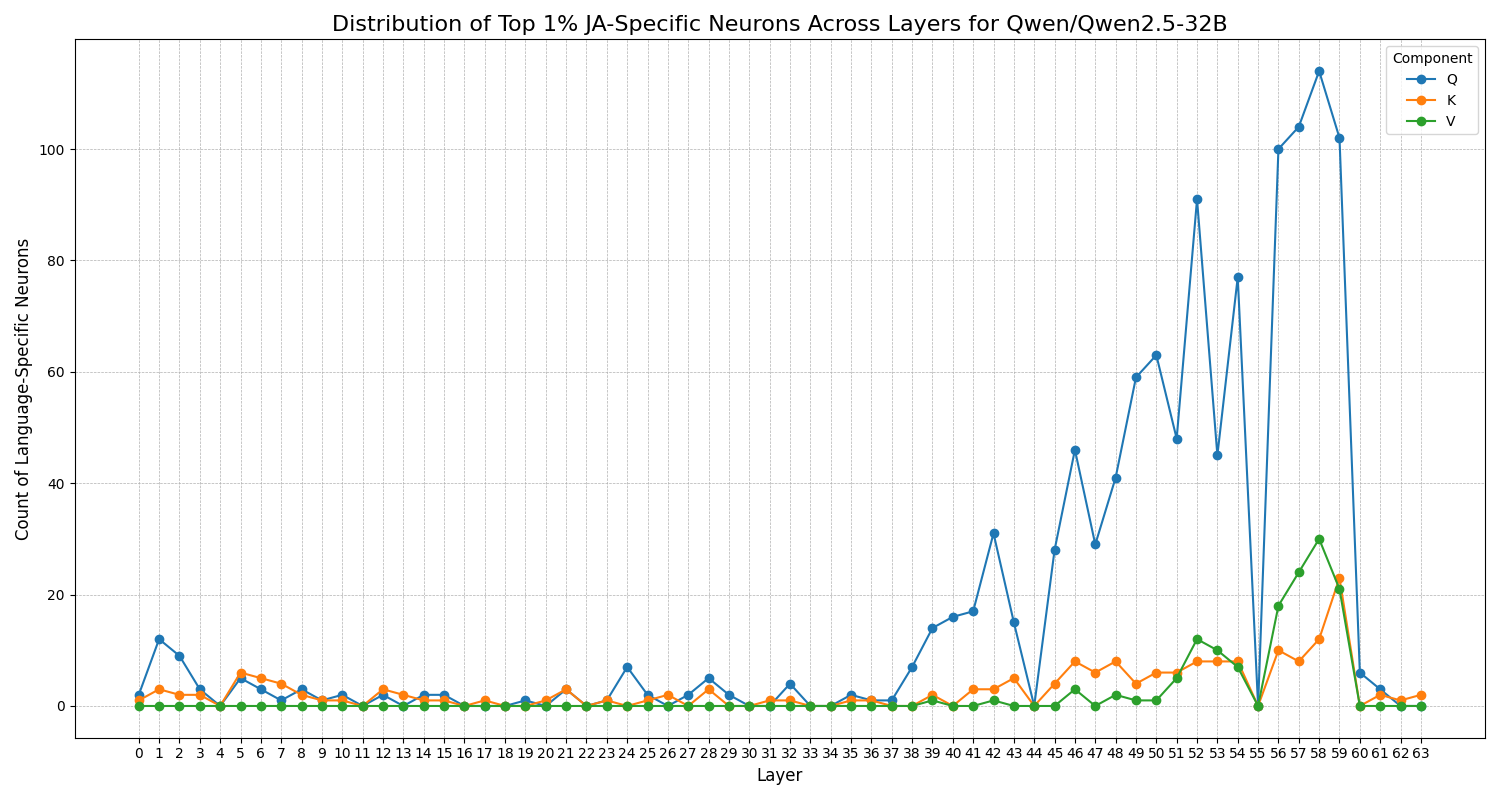 Distribution of Top 1% JA-Specific Neurons Across Layers for Qwen/Qwen2.5-32B
Component
Q
K
V
Count of Language-Specific Neurons
100
80
60
40
20
0
0 1 2 3 4 5 6 7 8 9 10 11 12 13 14 15 16 17 18 19 20 21 22 23 24 25 26 27 28 29 30 31 32 33 34 35 36 37 38 39 40 41 42 43 44 45 46 47 48 49 50 51 52 53 54 55 56 57 58 59 60 61 62 63
Layer